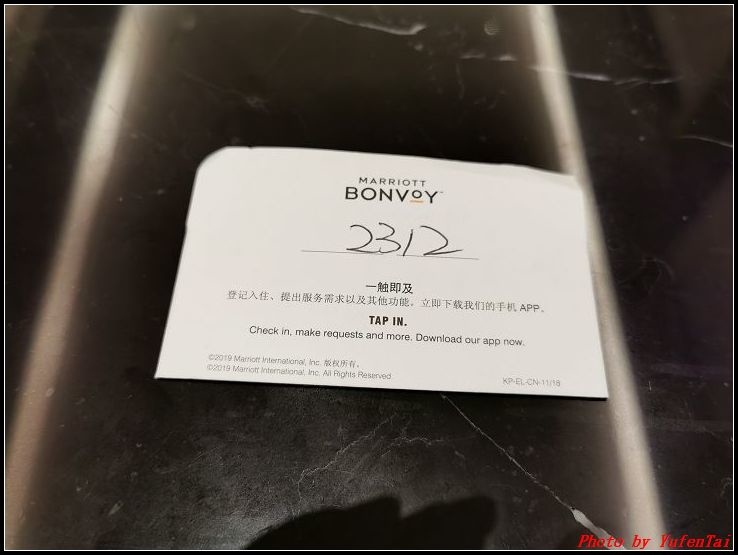 MARRIOTT
BONVOY™
2312
一触即及
登记入住、提出服务需求以及其他功能。立即下载我们的手机 APP。
TAP IN.
Check in, make requests and more. Download our app now.
©2019 Marriott International, Inc. 版权所有。
©2019 Marriott International, Inc. All Rights Reserved.
KP-EL-CN-11/18
Photo by YufenTai